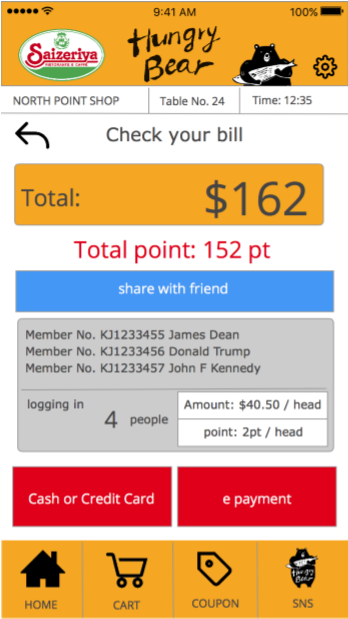 9:41 AM
100%
Saizeriya
RISTORANTE & CAFFÈ
Hungry
Bear
NORTH POINT SHOP
Table No. 24
Time: 12:35
Check your bill
Total:
$162
Total point: 152 pt
share with friend
Member No. KJ1233455 James Dean
Member No. KJ1233456 Donald Trump
Member No. KJ1233457 John F Kennedy
logging in
4
people
Amount: $40.50 / head
point: 2pt / head
Cash or Credit Card
e payment
HOME
CART
COUPON
Hungry
Bear
SNS